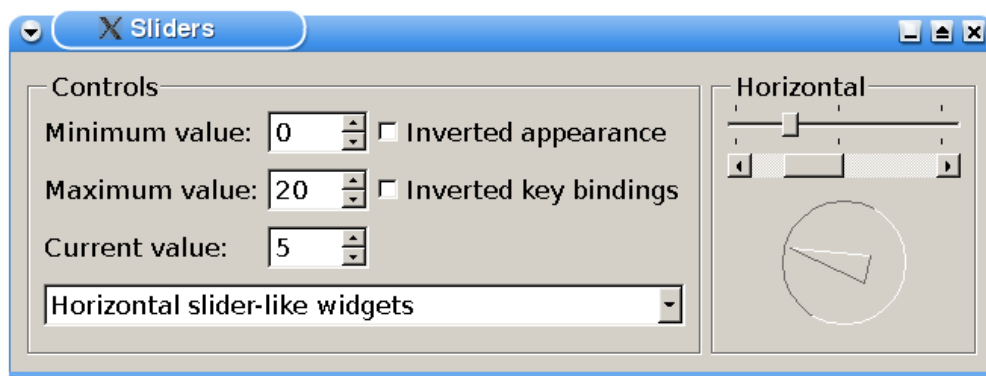 Sliders
Controls
Minimum value: 0 Inverted appearance
Maximum value: 20 Inverted key bindings
Current value: 5
Horizontal slider-like widgets
Horizontal